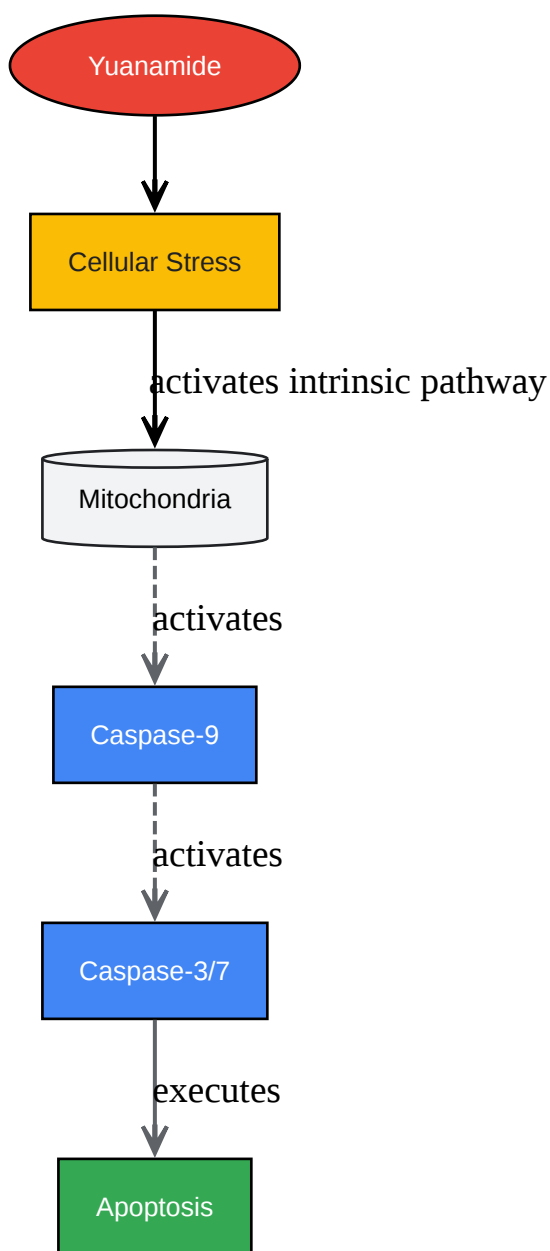 Yuanamide
Cellular Stress
activates intrinsic pathway
Mitochondria
activates
Caspase-9
activates
Caspase-3/7
executes
Apoptosis